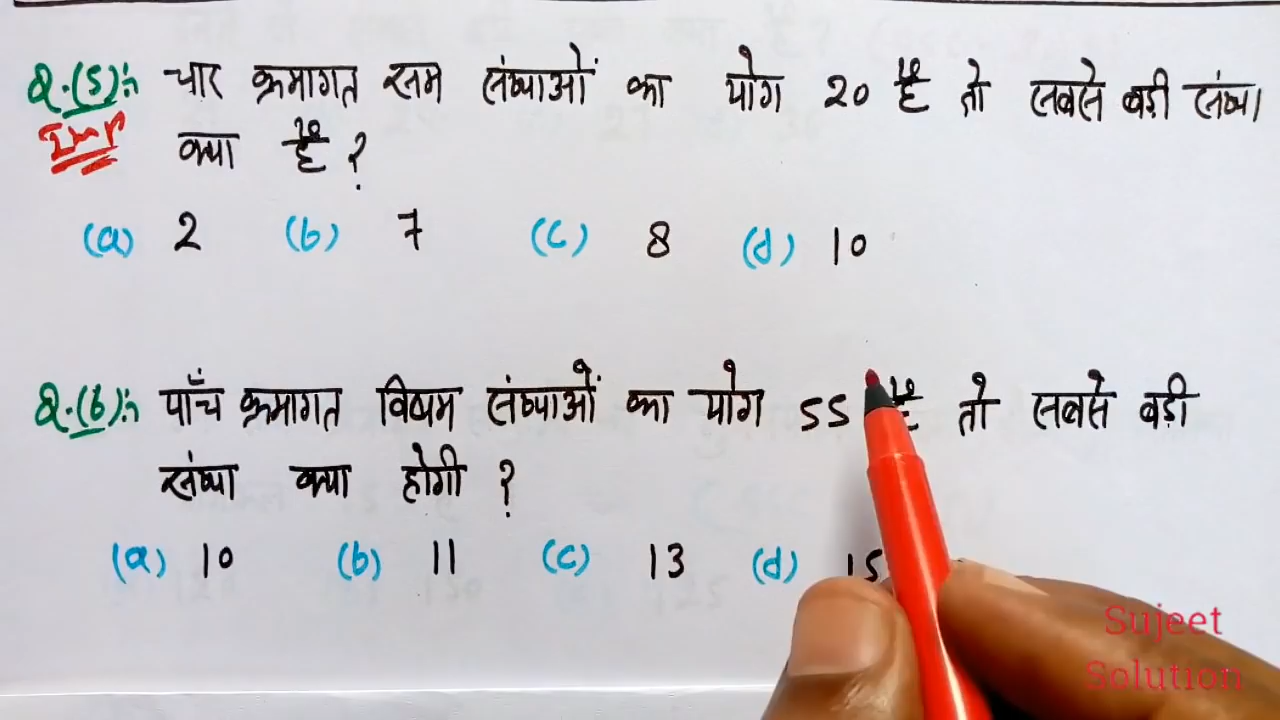 Q.(5):- चार क्रमागत सम संख्याओं का योग 20 है तो सबसे बड़ी संख्या
Imp क्या है ?
(a) 2 (b) 7 (c) 8 (d) 10
Q.(6):- पाँच क्रमागत विषम संख्याओं का योग 55 है तो सबसे बड़ी
संख्या क्या होगी ?
(a) 10 (b) 11 (c) 13 (d) 15
Sujeet
Solution